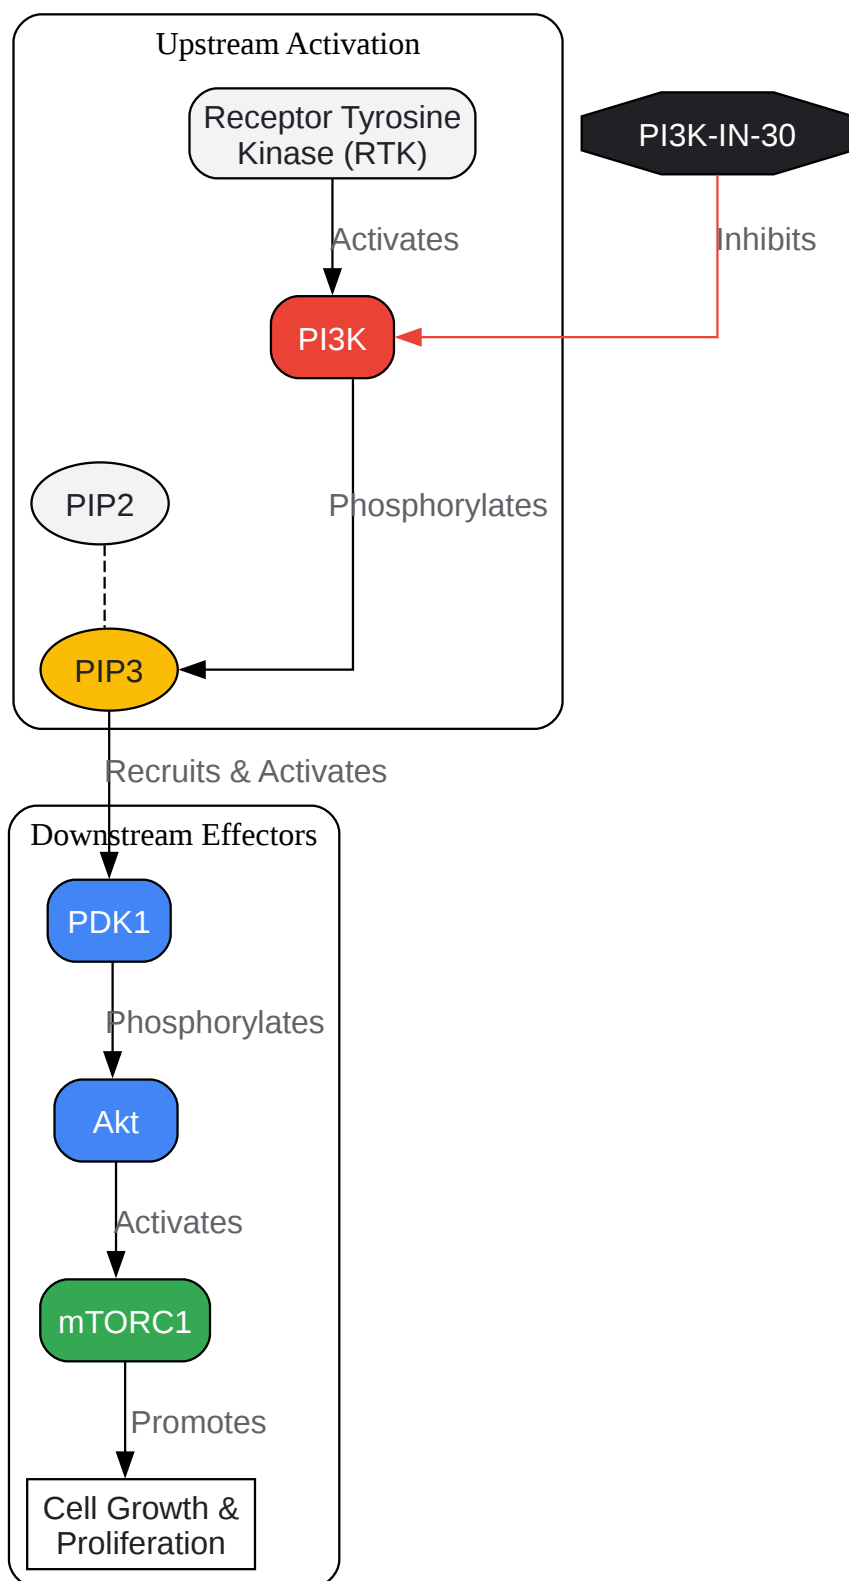 Upstream Activation
Receptor Tyrosine
Kinase (RTK)
PI3K-IN-30
Activates
Inhibits
PI3K
PIP2
Phosphorylates
PIP3
Recruits & Activates
Downstream Effectors
PDK1
Phosphorylates
Akt
Activates
mTORC1
Promotes
Cell Growth &
Proliferation